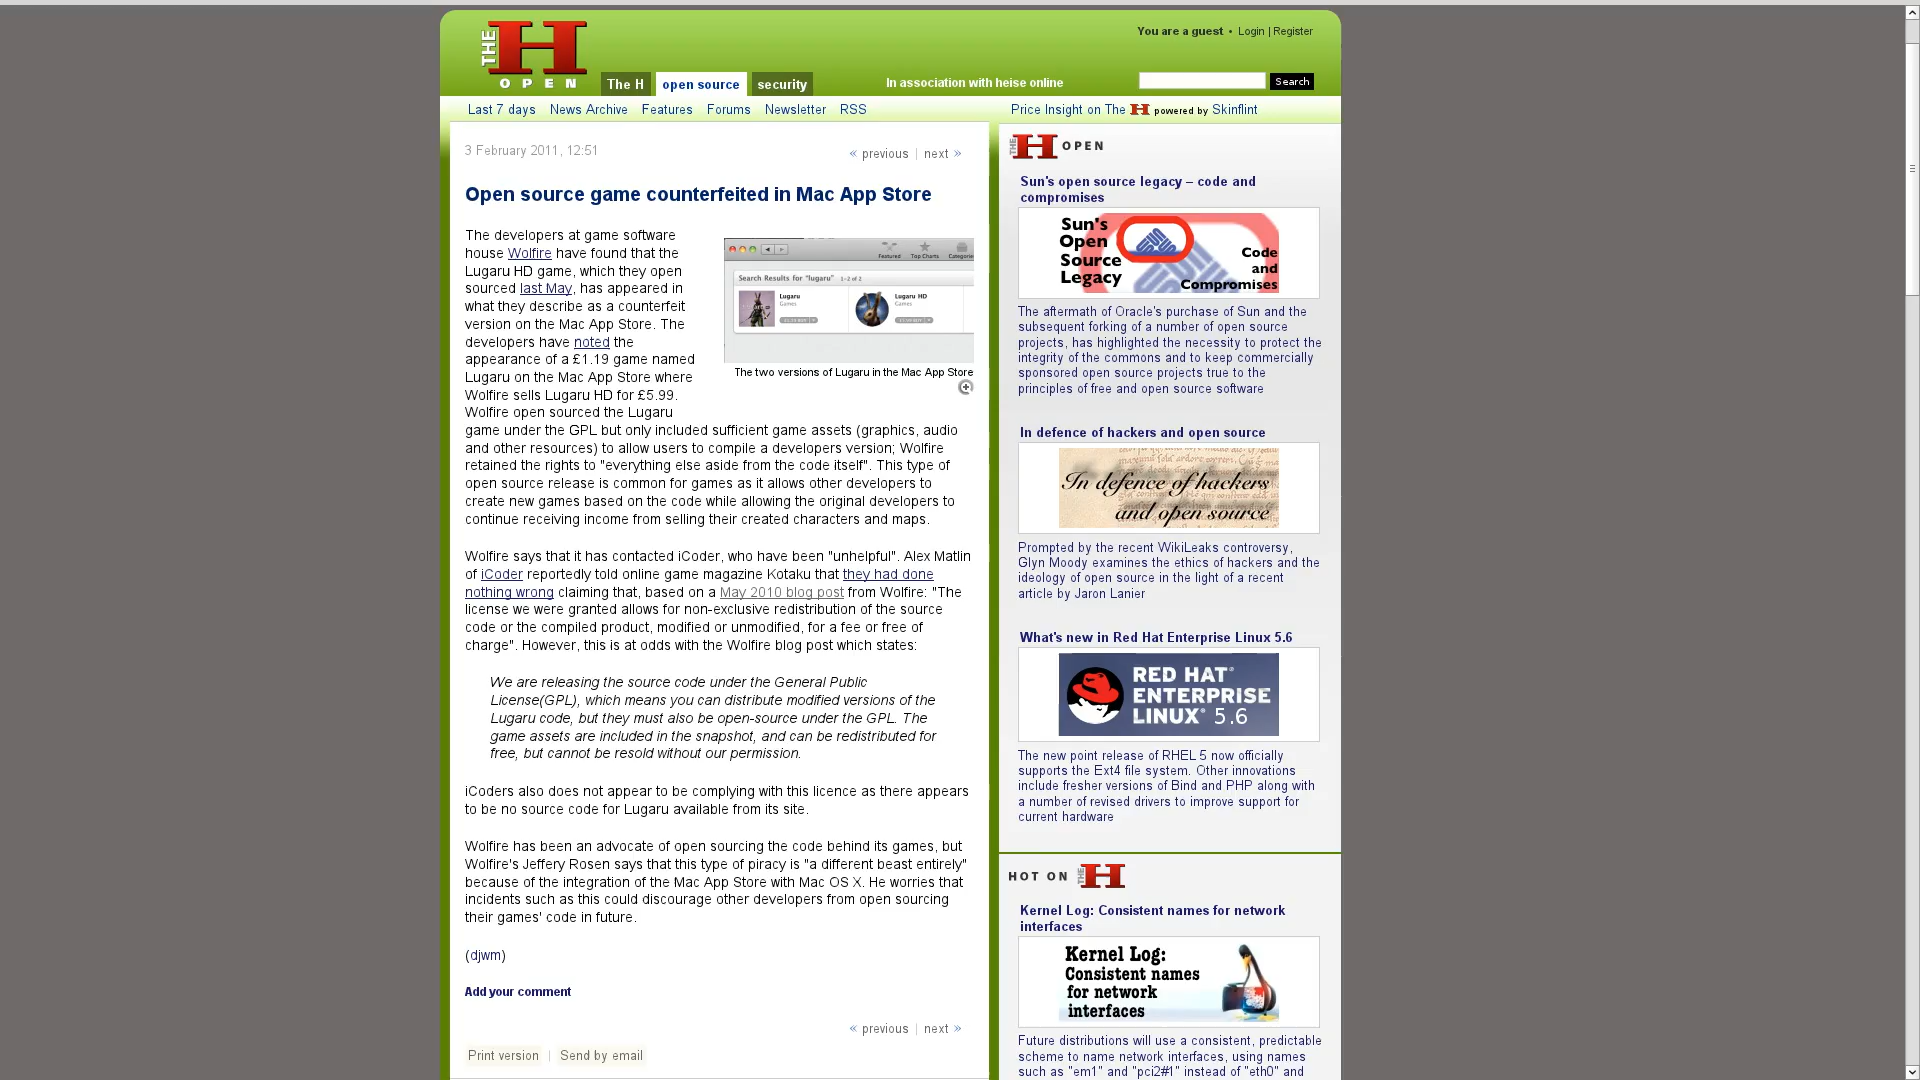 THE H OPEN
You are a guest • Login | Register
The H open source security
In association with heise online
Search
Last 7 days News Archive Features Forums Newsletter RSS
Price Insight on The H powered by Skinflint
3 February 2011, 12:51
« previous | next »
Open source game counterfeited in Mac App Store
The developers at game software
house Wolfire have found that the
Lugaru HD game, which they open
sourced last May, has appeared in
what they describe as a counterfeit
version on the Mac App Store. The
developers have noted the
appearance of a £1.19 game named
Lugaru on the Mac App Store where
Wolfire sells Lugaru HD for £5.99.
Wolfire open sourced the Lugaru
game under the GPL but only included sufficient game assets (graphics, audio
and other resources) to allow users to compile a developers version; Wolfire
retained the rights to "everything else aside from the code itself". This type of
open source release is common for games as it allows other developers to
create new games based on the code while allowing the original developers to
continue receiving income from selling their created characters and maps.
Featured Top Charts Categories
Search Results for "lugaru" 1-2 of 2
Lugaru
Games
Lugaru HD
Games
The two versions of Lugaru in the Mac App Store
Wolfire says that it has contacted iCoder, who have been "unhelpful". Alex Matlin
of iCoder reportedly told online game magazine Kotaku that they had done
nothing wrong claiming that, based on a May 2010 blog post from Wolfire: "The
license we were granted allows for non-exclusive redistribution of the source
code or the compiled product, modified or unmodified, for a fee or free of
charge". However, this is at odds with the Wolfire blog post which states:
We are releasing the source code under the General Public
License(GPL), which means you can distribute modified versions of the
Lugaru code, but they must also be open-source under the GPL. The
game assets are included in the snapshot, and can be redistributed for
free, but cannot be resold without our permission.
iCoders also does not appear to be complying with this licence as there appears
to be no source code for Lugaru available from its site.
Wolfire has been an advocate of open sourcing the code behind its games, but
Wolfire's Jeffery Rosen says that this type of piracy is "a different beast entirely"
because of the integration of the Mac App Store with Mac OS X. He worries that
incidents such as this could discourage other developers from open sourcing
their games' code in future.
(djwm)
Add your comment
« previous | next »
Print version | Send by email
THE H OPEN
Sun's open source legacy – code and
compromises
Sun's
Open
Source
Legacy
Code
and
Compromises
The aftermath of Oracle's purchase of Sun and the
subsequent forking of a number of open source
projects, has highlighted the necessity to protect the
integrity of the commons and to keep commercially
sponsored open source projects true to the
principles of free and open source software
In defence of hackers and open source
In defence of hackers
and open source
Prompted by the recent WikiLeaks controversy,
Glyn Moody examines the ethics of hackers and the
ideology of open source in the light of a recent
article by Jaron Lanier
What's new in Red Hat Enterprise Linux 5.6
RED HAT®
ENTERPRISE
LINUX® 5.6
The new point release of RHEL 5 now officially
supports the Ext4 file system. Other innovations
include fresher versions of Bind and PHP along with
a number of revised drivers to improve support for
current hardware
HOT ON THE H
Kernel Log: Consistent names for network
interfaces
Kernel Log:
Consistent names
for network
interfaces
Future distributions will use a consistent, predictable
scheme to name network interfaces, using names
such as "em1" and "pci2#1" instead of "eth0" and